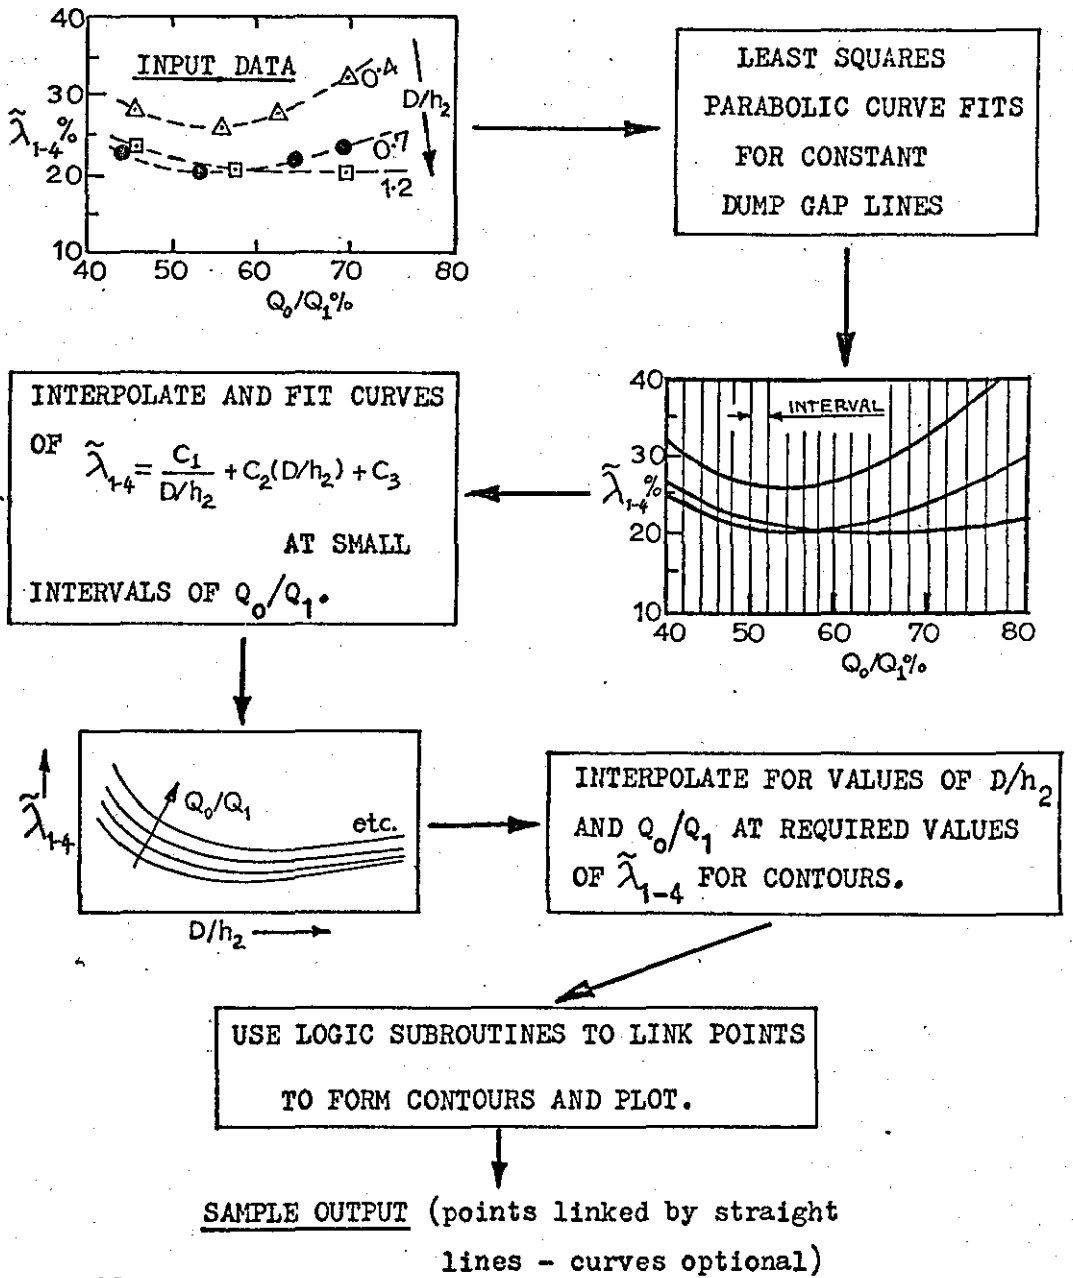 40
30
20
10
λ̃₁₋₄%
INPUT DATA
0.4
D/h₂
0.7
1.2
40 50 60 70 80
Q₀/Q₁%
LEAST SQUARES
PARABOLIC CURVE FITS
FOR CONSTANT
DUMP GAP LINES
40
30
20
10
λ̃₁₋₄%
INTERVAL
40 50 60 70 80
Q₀/Q₁%
INTERPOLATE AND FIT CURVES
OF λ̃₁₋₄ = C₁/(D/h₂) + C₂(D/h₂) + C₃
AT SMALL
INTERVALS OF Q₀/Q₁.
λ̃₁₋₄
Q₀/Q₁
etc.
D/h₂
INTERPOLATE FOR VALUES OF D/h₂
AND Q₀/Q₁ AT REQUIRED VALUES
OF λ̃₁₋₄ FOR CONTOURS.
USE LOGIC SUBROUTINES TO LINK POINTS
TO FORM CONTOURS AND PLOT.
SAMPLE OUTPUT (points linked by straight
lines - curves optional)